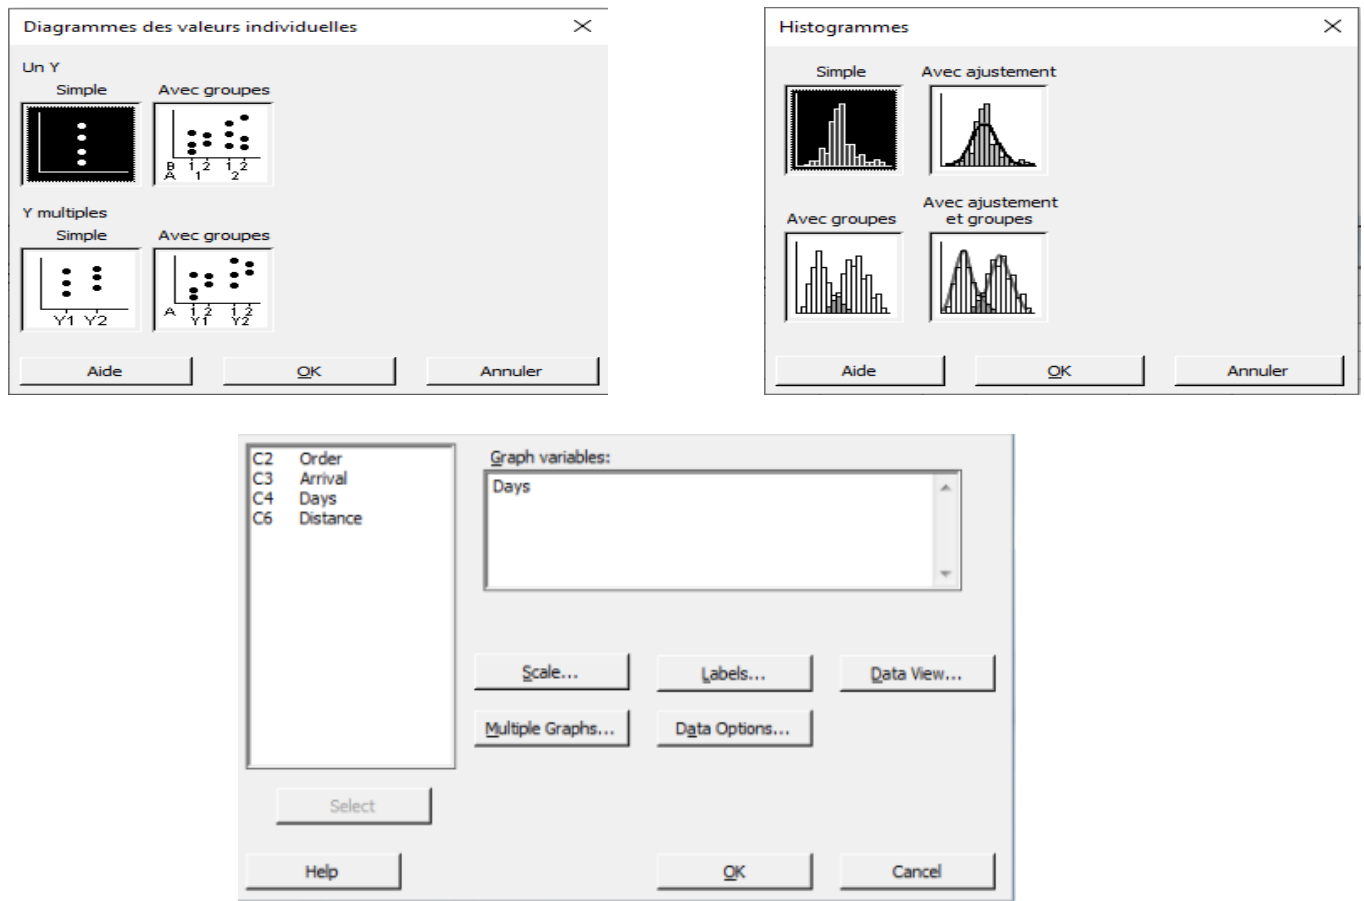 Diagrammes des valeurs individuelles
Un Y
Simple Avec groupes
B 1 2 1 2
A 1 2
Y multiples
Simple Avec groupes
Y1 Y2
A 1 2 1 2
Y1 Y2
Aide OK Annuler
Histogrammes
Simple Avec ajustement
Avec groupes
Avec ajustement
et groupes
Aide OK Annuler
C2 Order
C3 Arrival
C4 Days
C6 Distance
Graph variables:
Days
Scale... Labels... Data View...
Multiple Graphs... Data Options...
Select
Help OK Cancel